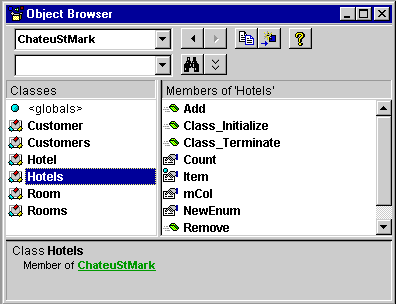 Object Browser
ChateuStMark
Classes
<globals>
Customer
Customers
Hotel
Hotels
Room
Rooms
Members of 'Hotels'
Add
Class_Initialize
Class_Terminate
Count
Item
mCol
NewEnum
Remove
Class Hotels
Member of ChateuStMark